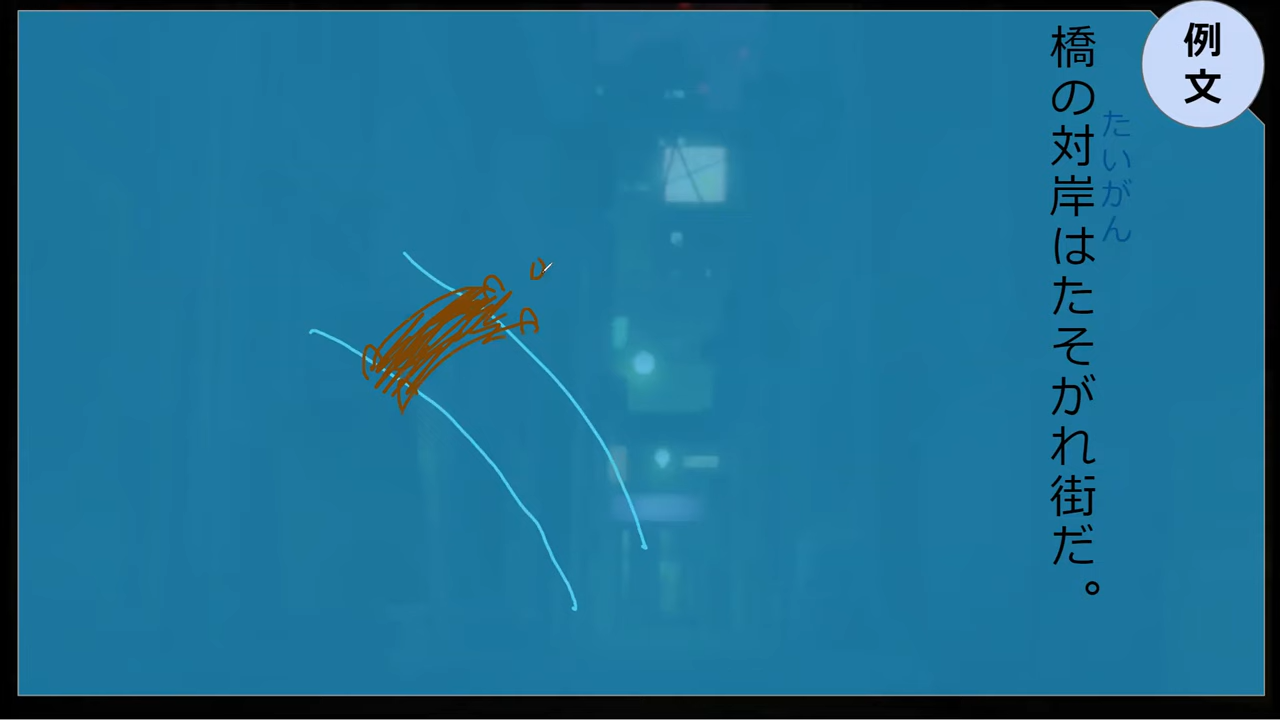 例
文
橋の対岸はたそがれ街だ。
たいがん